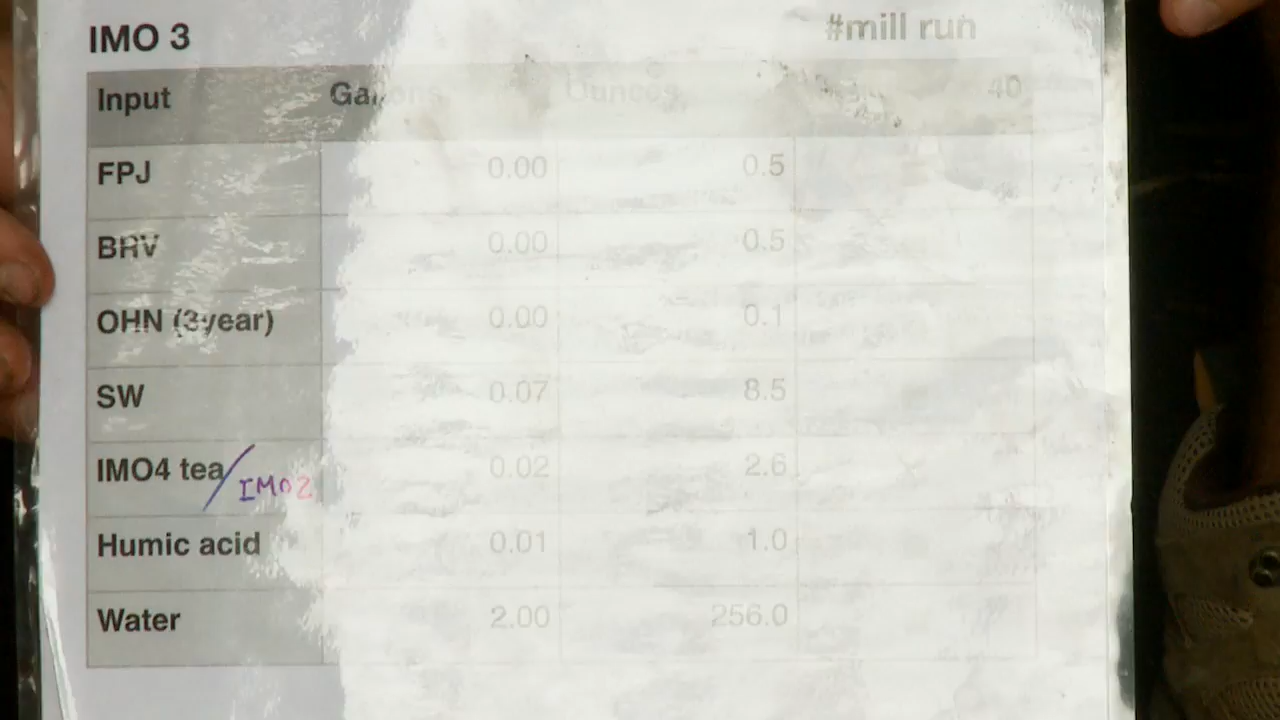 IMO 3 #mill run
Input Gallons Ounces 40
FPJ 0.00 0.5
BRV 0.00 0.5
OHN (3year) 0.00 0.1
SW 0.07 8.5
IMO4 tea/IMO2 0.02 2.6
Humic acid 0.01 1.0
Water 2.00 256.0